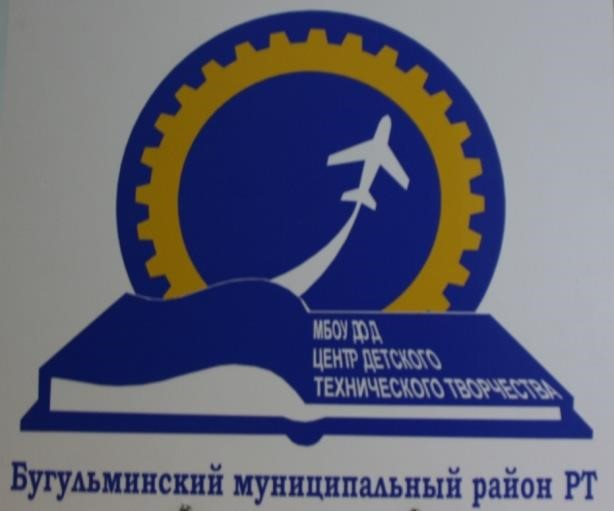 МБОУ ДОД
ЦЕНТР ДЕТСКОГО
ТЕХНИЧЕСКОГО ТВОРЧЕСТВА
Бугульминский муниципальный район РТ